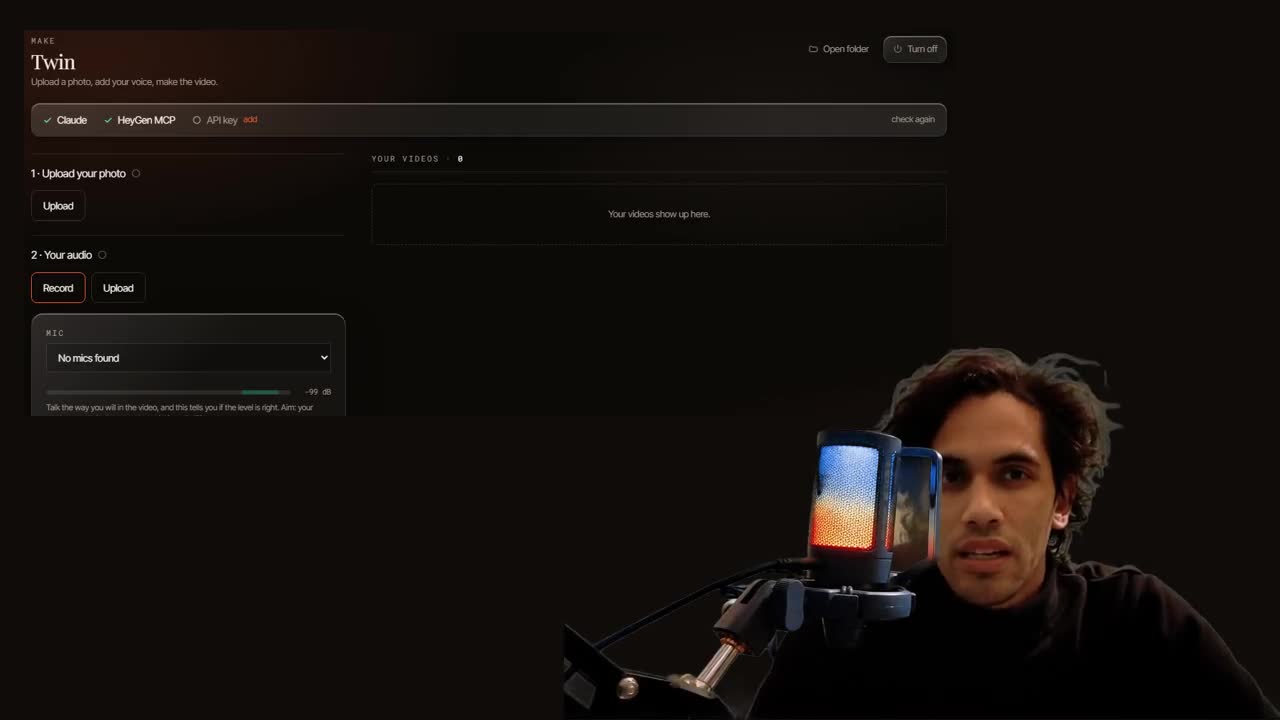 MAKE
Twin
Upload a photo, add your voice, make the video.
Open folder
Turn off
Claude
HeyGen MCP
API key add
check again
1 · Upload your photo
Upload
2 · Your audio
Record
Upload
MIC
No mics found
-99 dB
Talk the way you will in the video, and this tells you if the level is right. Aim: your
YOUR VIDEOS · 0
Your videos show up here.